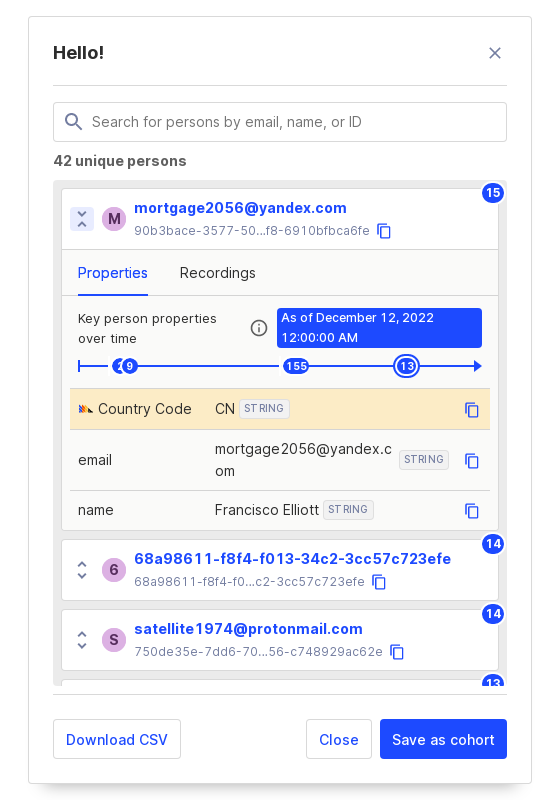 Hello!
Search for persons by email, name, or ID
42 unique persons
15
M
mortgage2056@yandex.com
90b3bace-3577-50...f8-6910bfbca6fe
Properties
Recordings
Key person properties
over time
As of December 12, 2022
12:00:00 AM
9
155
13
Country Code
CN STRING
email
mortgage2056@yandex.c
om
STRING
name
Francisco Elliott STRING
14
6
68a98611-f8f4-f013-34c2-3cc57c723efe
68a98611-f8f4-f0...c2-3cc57c723efe
14
S
satellite1974@protonmail.com
750de35e-7dd6-70...56-c748929ac62e
13
Download CSV
Close
Save as cohort